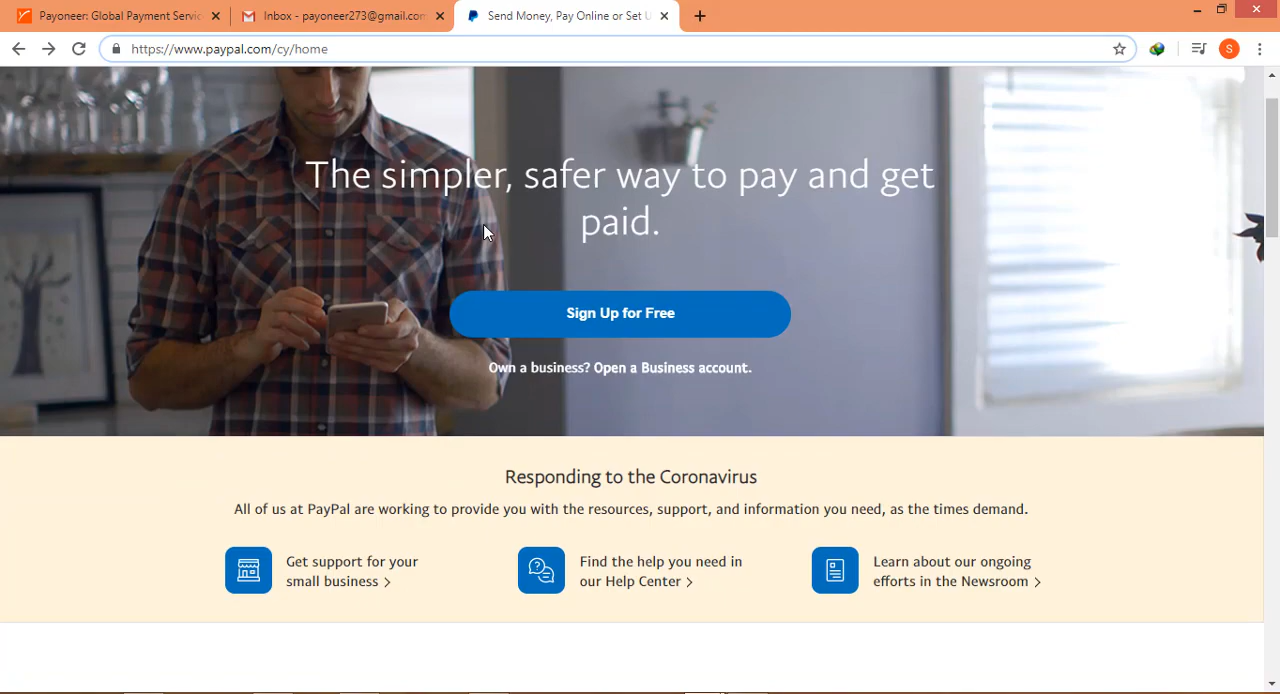 Payoneer: Global Payment Servic
Inbox - payoneer273@gmail.com
Send Money, Pay Online or Set U
https://www.paypal.com/cy/home
S
The simpler, safer way to pay and get
paid.
Sign Up for Free
Own a business? Open a Business account.
Responding to the Coronavirus
All of us at PayPal are working to provide you with the resources, support, and information you need, as the times demand.
Get support for your
small business >
Find the help you need in
our Help Center >
Learn about our ongoing
efforts in the Newsroom >